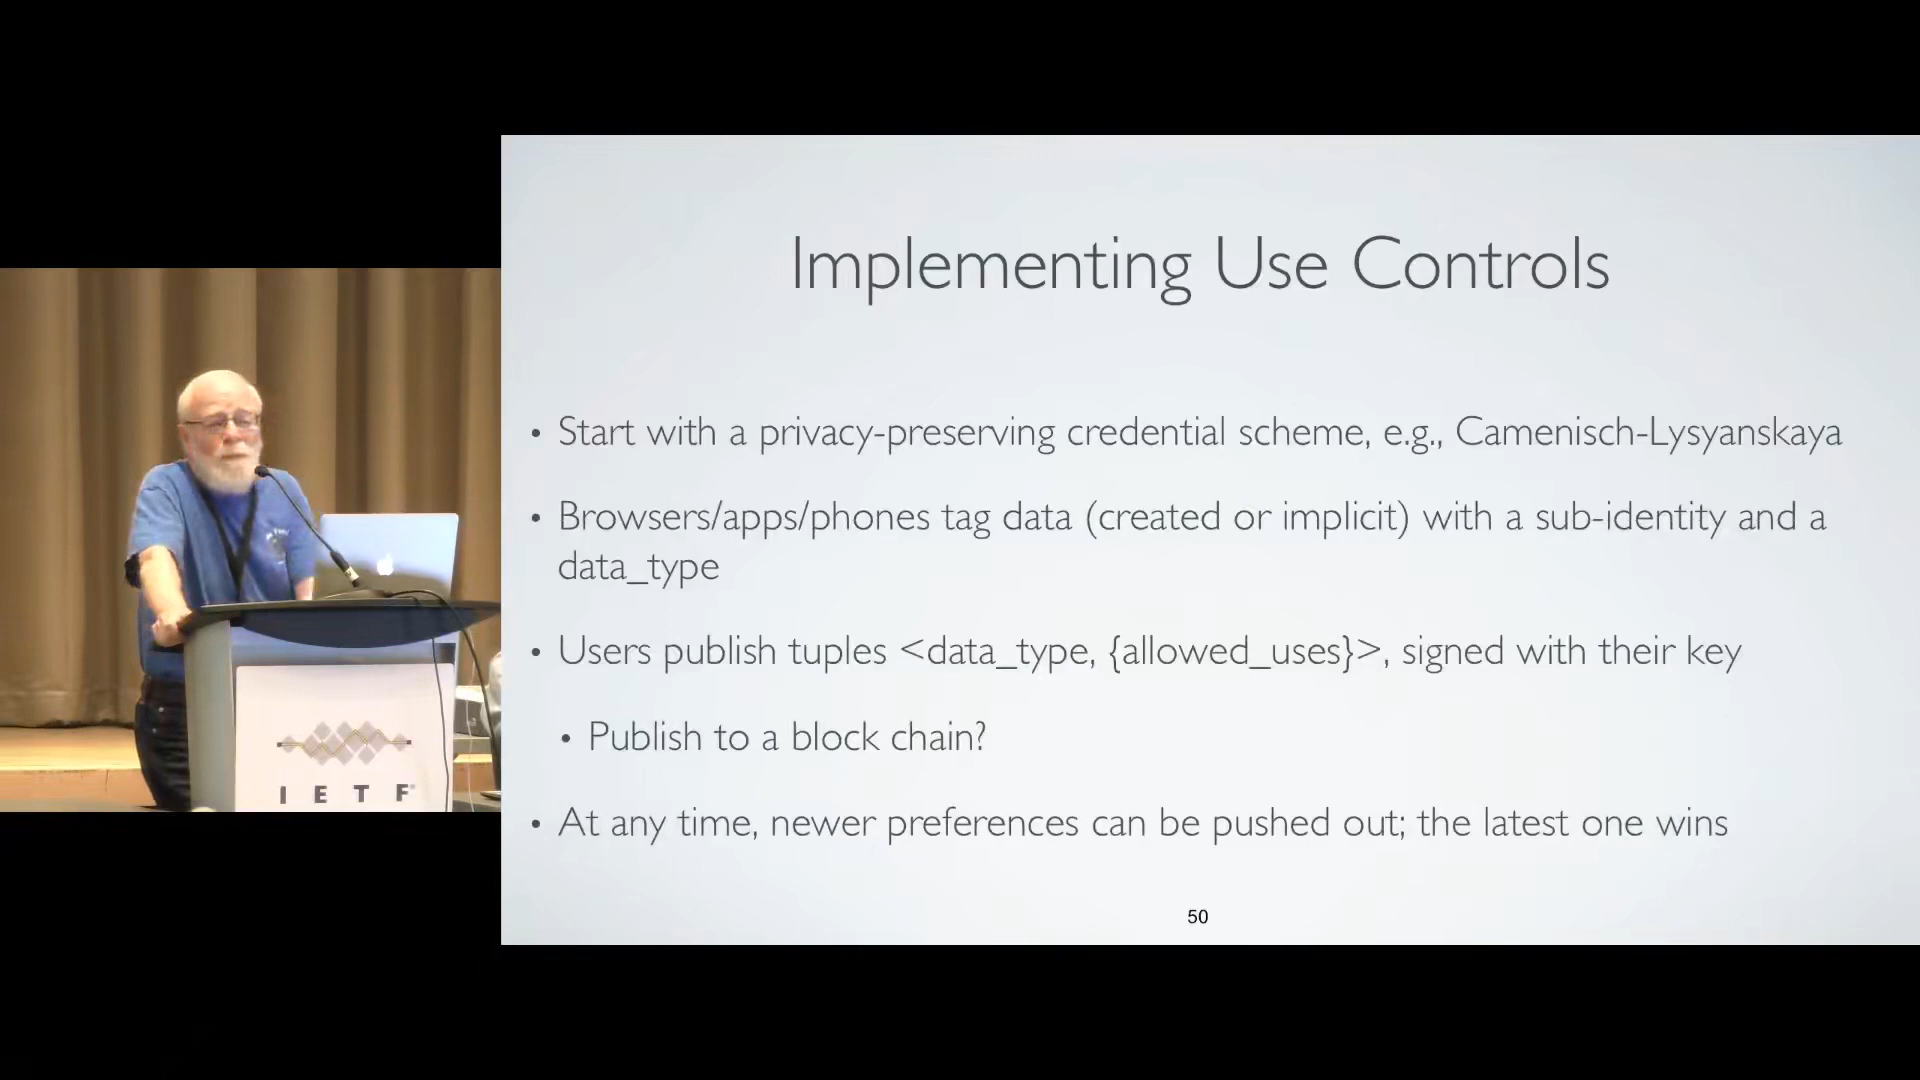 Implementing Use Controls
• Start with a privacy-preserving credential scheme, e.g., Camenisch-Lysyanskaya
• Browsers/apps/phones tag data (created or implicit) with a sub-identity and a
data_type
• Users publish tuples <data_type, {allowed_uses}>, signed with their key
• Publish to a block chain?
• At any time, newer preferences can be pushed out; the latest one wins
50
I E T F